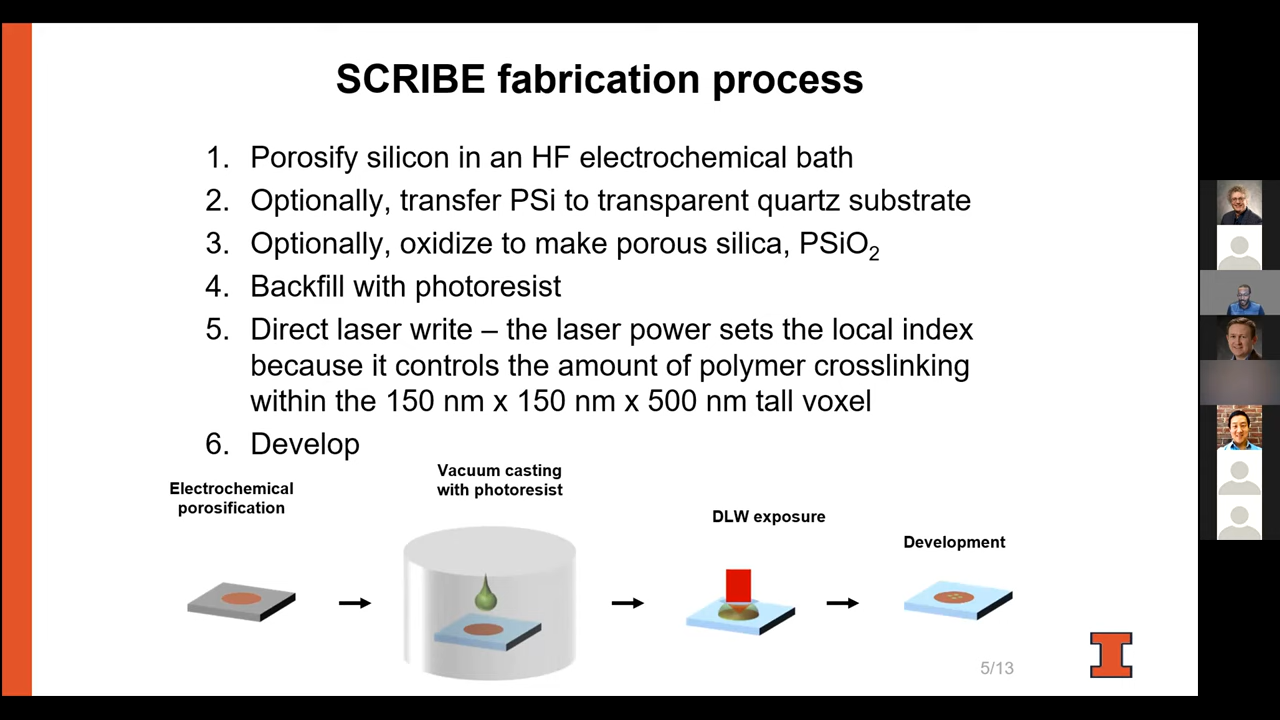 SCRIBE fabrication process
1. Porosify silicon in an HF electrochemical bath
2. Optionally, transfer PSi to transparent quartz substrate
3. Optionally, oxidize to make porous silica, PSiO₂
4. Backfill with photoresist
5. Direct laser write – the laser power sets the local index
because it controls the amount of polymer crosslinking
within the 150 nm x 150 nm x 500 nm tall voxel
6. Develop
Electrochemical
porosification
Vacuum casting
with photoresist
DLW exposure
Development
5/13